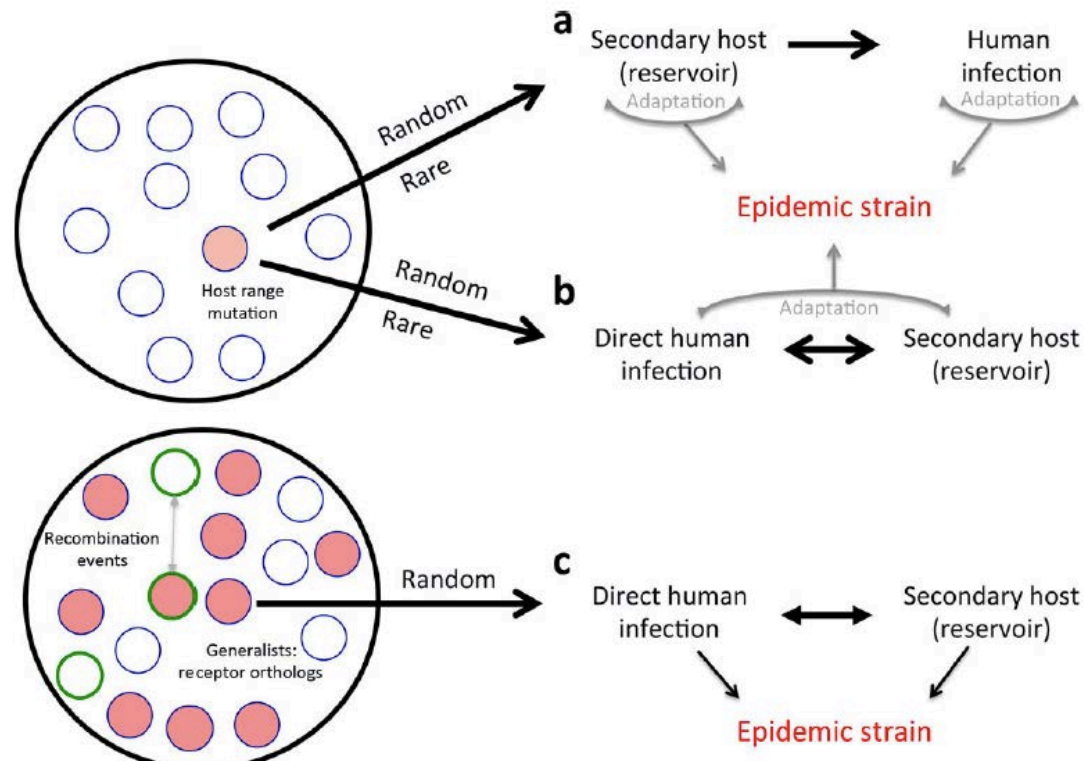 a
Secondary host
(reservoir)
Adaptation
Human
infection
Adaptation
Random
Rare
Epidemic strain
Host range
mutation
Random
Rare
b
Adaptation
Direct human
infection
Secondary host
(reservoir)
Recombination
events
Generalists:
receptor orthologs
Random
c
Direct human
infection
Secondary host
(reservoir)
Epidemic strain